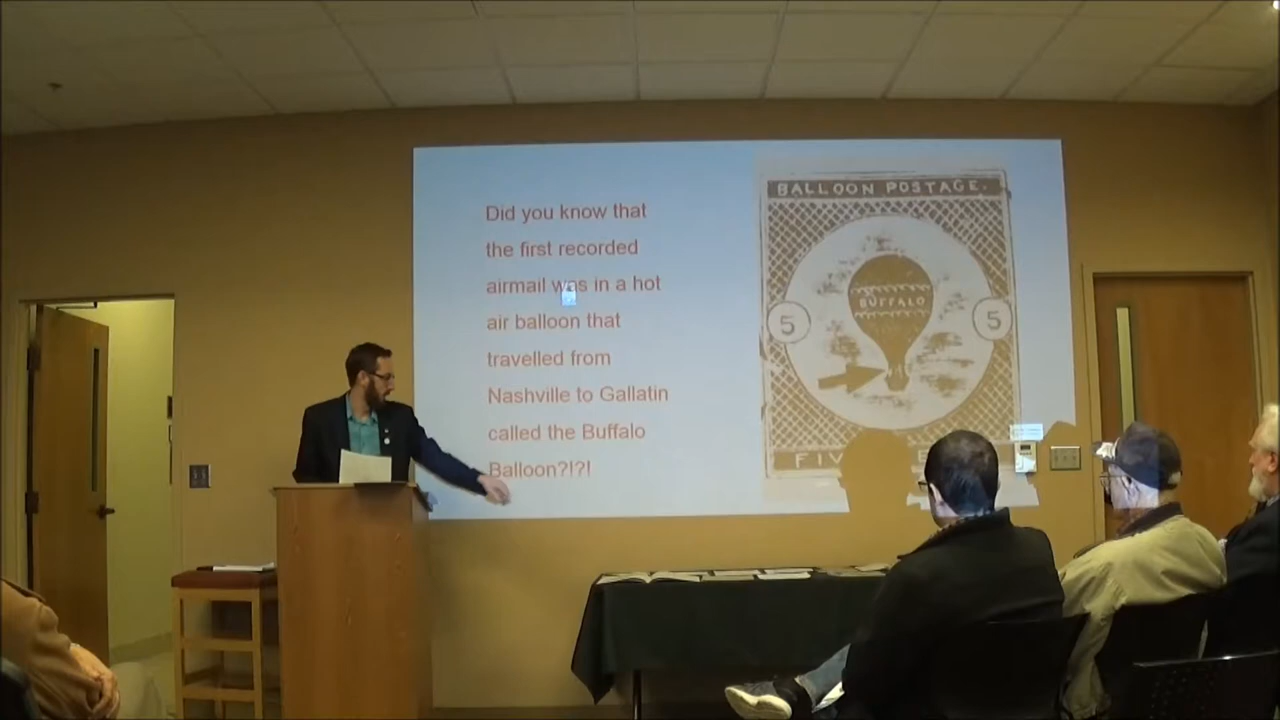 Did you know that
the first recorded
airmail was in a hot
air balloon that
travelled from
Nashville to Gallatin
called the Buffalo
Balloon?!?!
BALLOON POSTAGE.
BUFFALO
5
5